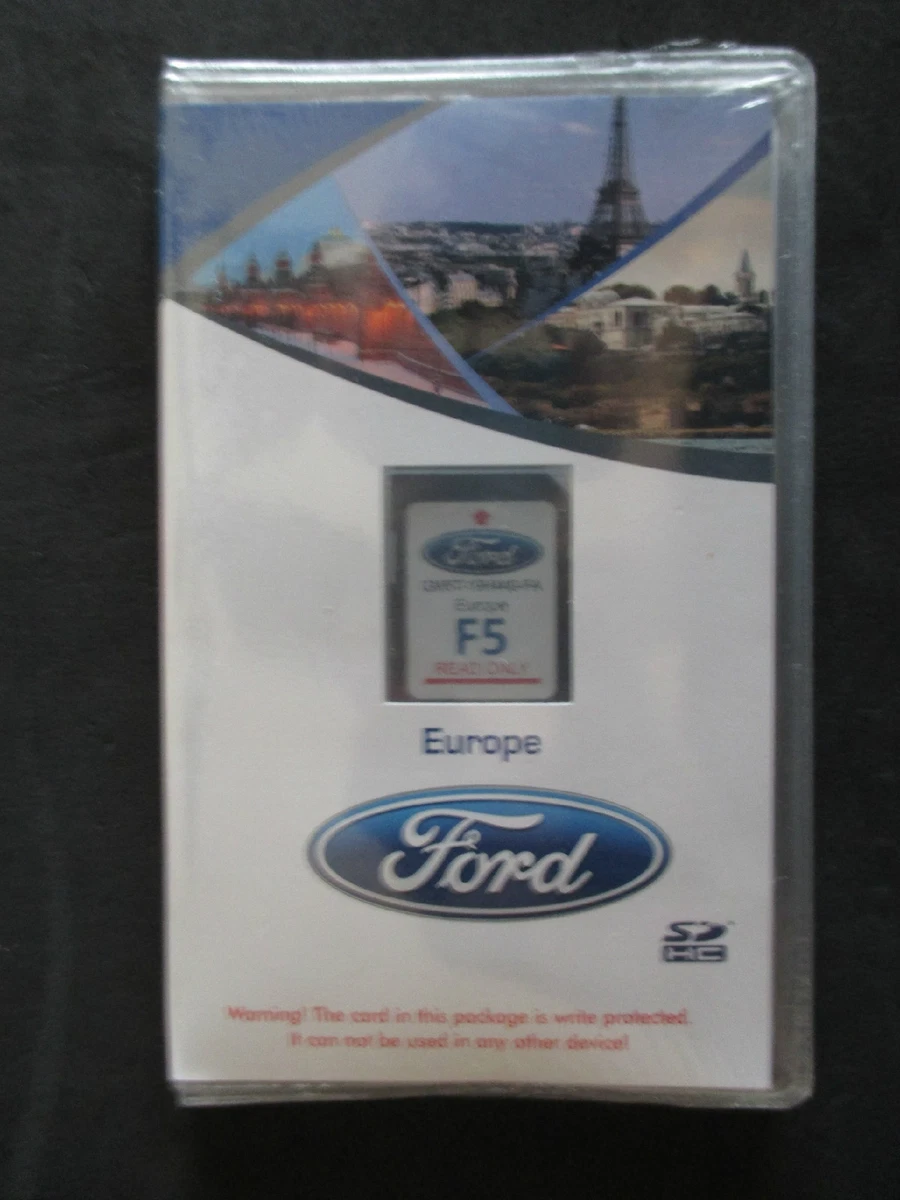 Ford
Europe
F5
READ ONLY
Europe
Ford
SD
HC
Warning! The card in this package is write protected.
It can not be used in any other device!